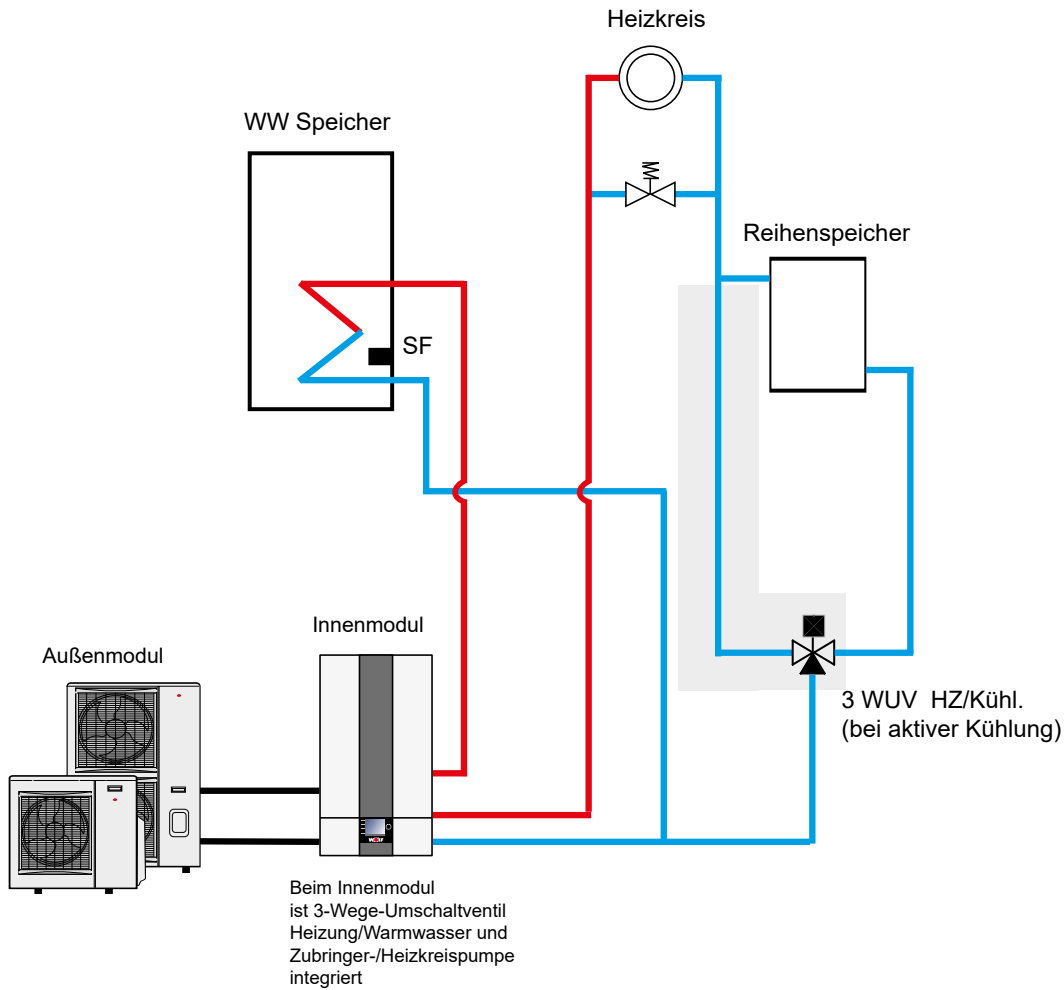 Heizkreis
WW Speicher
Reihenspeicher
SF
Innenmodul
Außenmodul
3 WUV  HZ/Kühl.
(bei aktiver Kühlung)
WOLF
Beim Innenmodul
ist 3-Wege-Umschaltventil
Heizung/Warmwasser und
Zubringer-/Heizkreispumpe
integriert